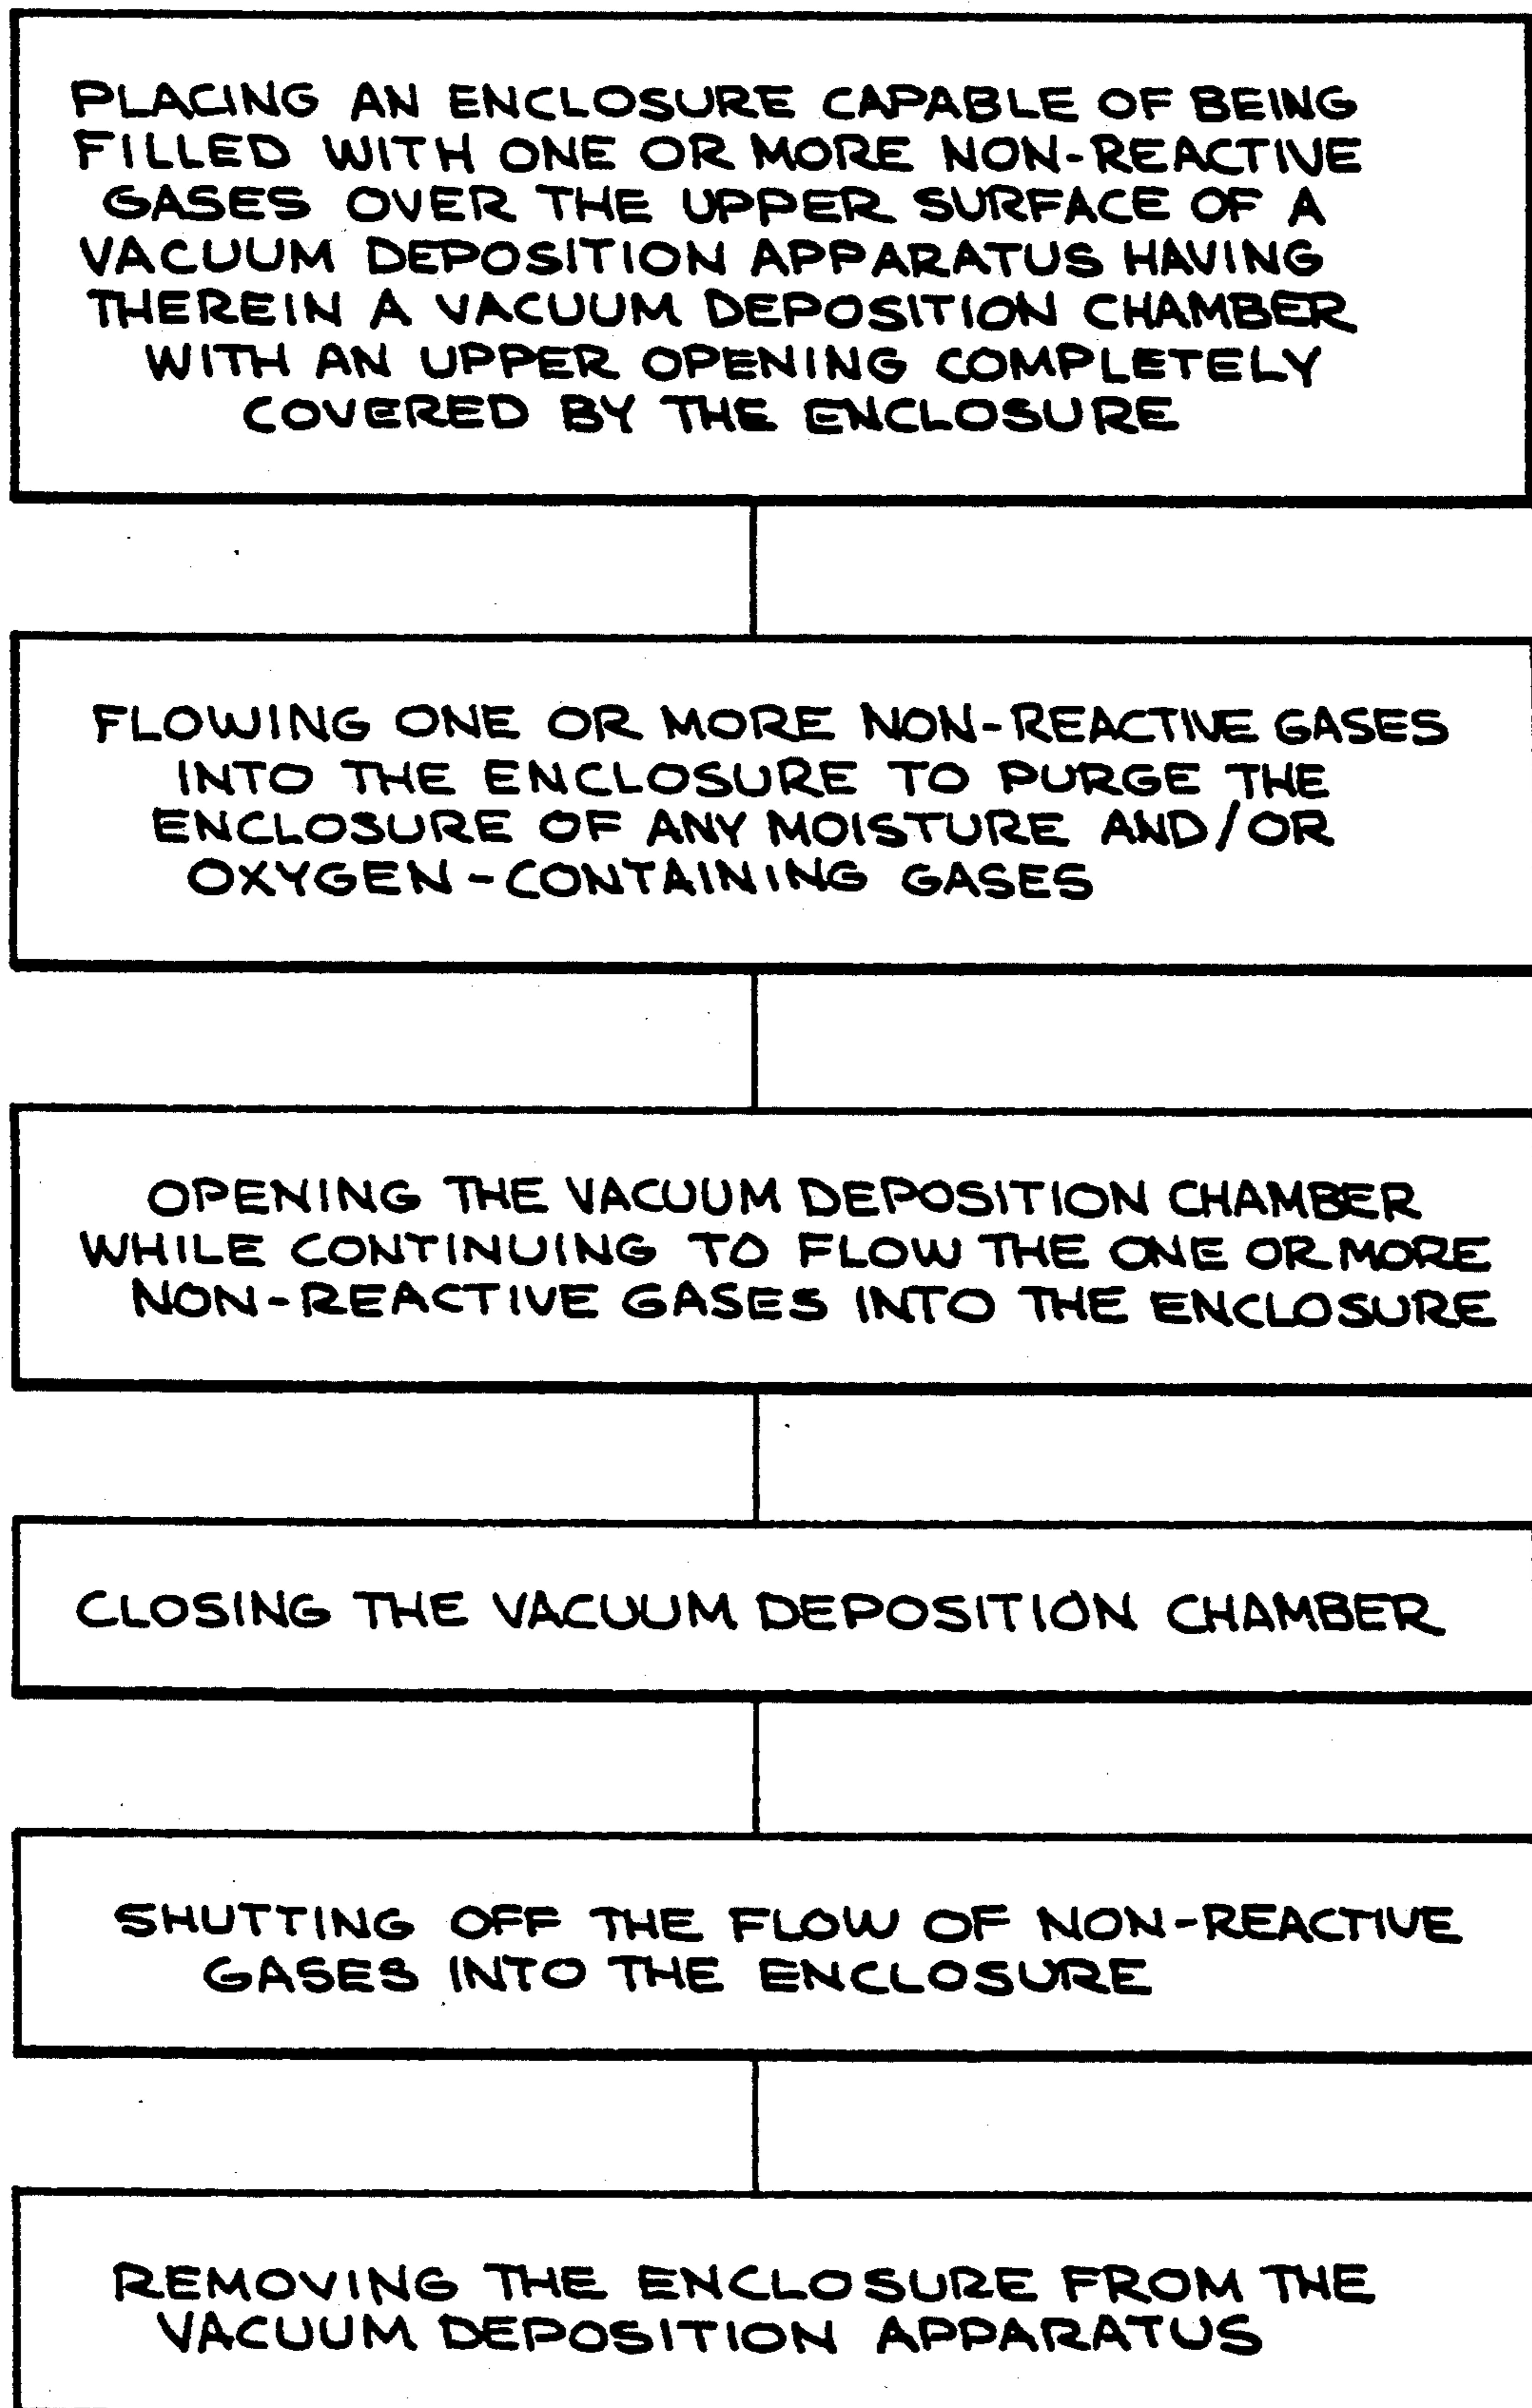 PLACING AN ENCLOSURE CAPABLE OF BEING
FILLED WITH ONE OR MORE NON-REACTIVE
GASES OVER THE UPPER SURFACE OF A
VACUUM DEPOSITION APPARATUS HAVING
THEREIN A VACUUM DEPOSITION CHAMBER
WITH AN UPPER OPENING COMPLETELY
COVERED BY THE ENCLOSURE
FLOWING ONE OR MORE NON-REACTIVE GASES
INTO THE ENCLOSURE TO PURGE THE
ENCLOSURE OF ANY MOISTURE AND/OR
OXYGEN-CONTAINING GASES
OPENING THE VACUUM DEPOSITION CHAMBER
WHILE CONTINUING TO FLOW THE ONE OR MORE
NON-REACTIVE GASES INTO THE ENCLOSURE
CLOSING THE VACUUM DEPOSITION CHAMBER
SHUTTING OFF THE FLOW OF NON-REACTIVE
GASES INTO THE ENCLOSURE
REMOVING THE ENCLOSURE FROM THE
VACUUM DEPOSITION APPARATUS